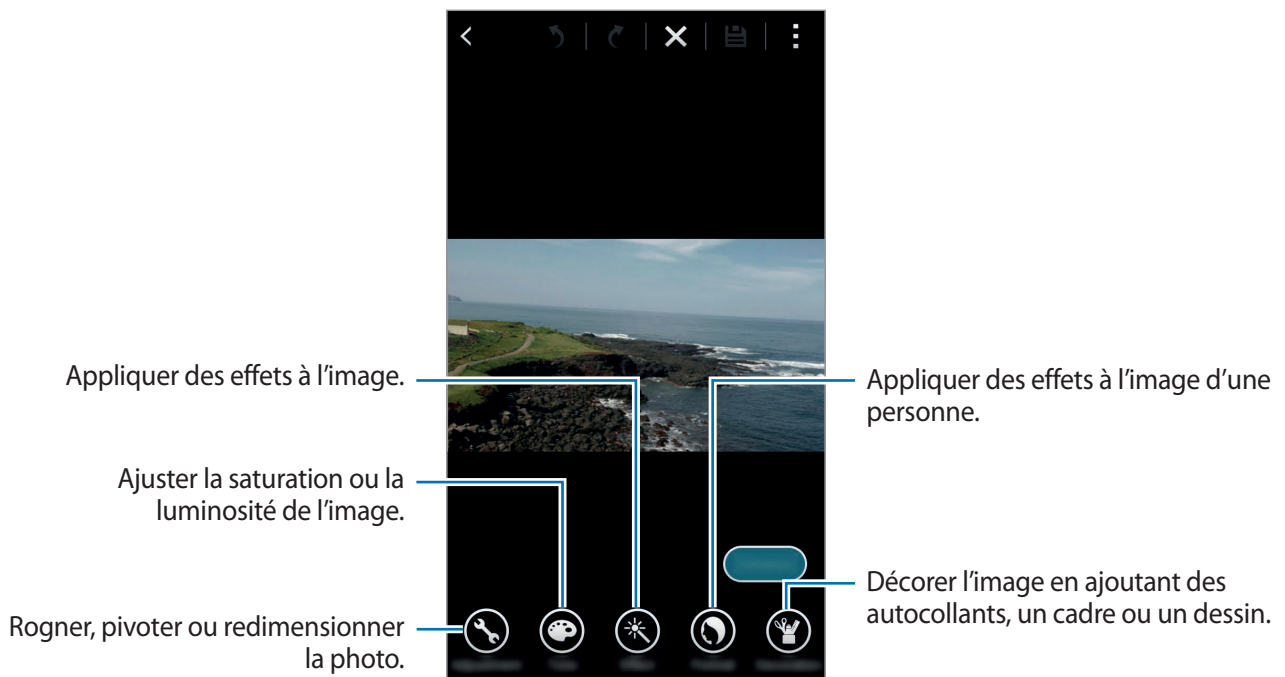 Appliquer des effets à l'image.
Ajuster la saturation ou la
luminosité de l'image.
Rogner, pivoter ou redimensionner
la photo.
Appliquer des effets à l'image d'une
personne.
Décorer l'image en ajoutant des
autocollants, un cadre ou un dessin.